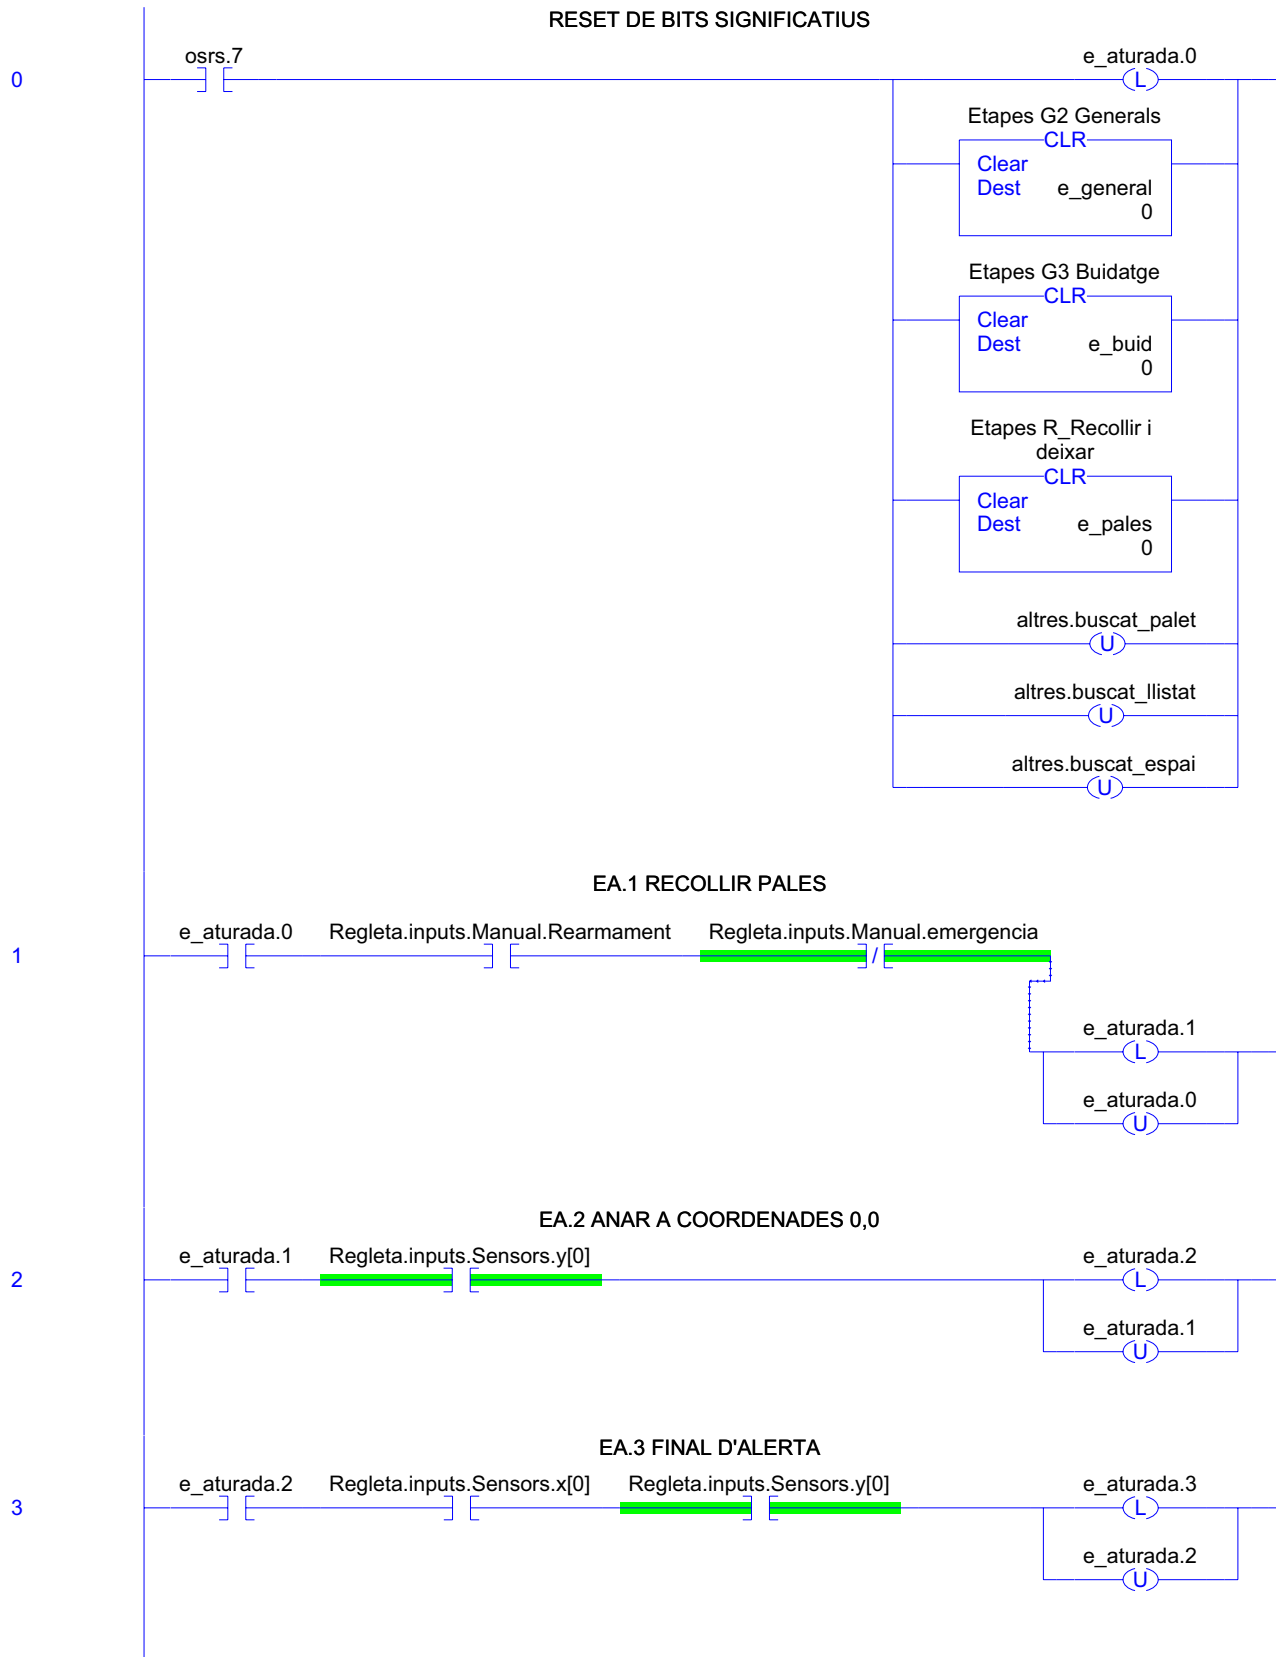 RESET DE BITS SIGNIFICATIUS
osrs.7
e_aturada.0
0
L
Etapes G2 Generals
CLR
Clear
Dest e_general
0
Etapes G3 Buidatge
CLR
Clear
Dest e_buid
0
Etapes R_Recollir i
deixar
CLR
Clear
Dest e_pales
0
altres.buscat_palet
U
altres.buscat_llistat
U
altres.buscat_espai
U
EA.1 RECOLLIR PALES
e_aturada.0 Regleta.inputs.Manual.Rearmament Regleta.inputs.Manual.emergencia
1
/
e_aturada.1
L
e_aturada.0
U
EA.2 ANAR A COORDENADES 0,0
e_aturada.1 Regleta.inputs.Sensors.y[0] e_aturada.2
2
L
e_aturada.1
U
EA.3 FINAL D'ALERTA
e_aturada.2 Regleta.inputs.Sensors.x[0] Regleta.inputs.Sensors.y[0] e_aturada.3
3
L
e_aturada.2
U